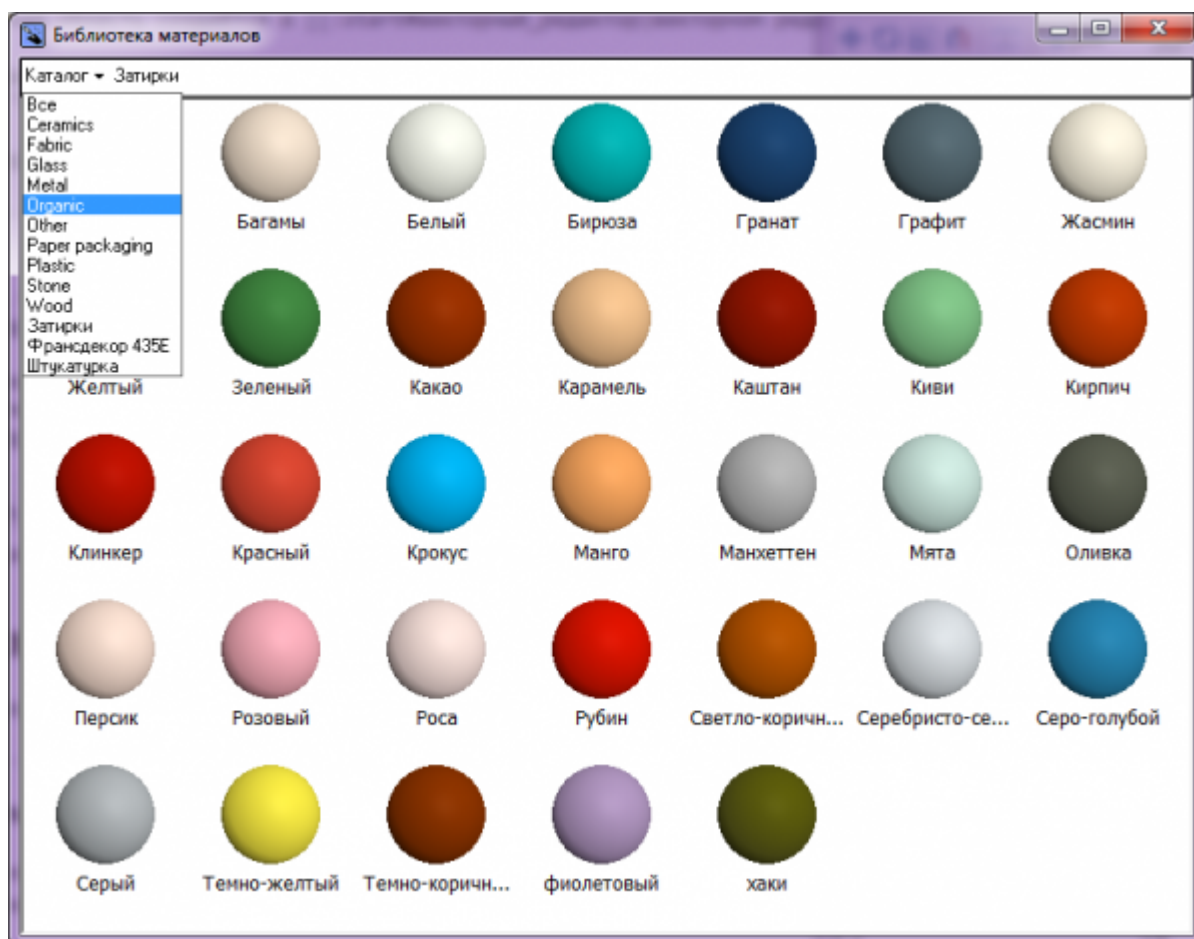 Библиотека материалов
Каталог Затирки
Все
Ceramics
Fabric
Glass
Metal
Organic
Other
Paper packaging
Plastic
Stone
Wood
Затирки
Франсдекор 435E
Штукатурка
Багамы Белый Бирюза Гранат Графит Жасмин
Желтый Зеленый Какао Карамель Каштан Киви Кирпич
Клинкер Красный Крокус Манго Манхеттен Мята Оливка
Персик Розовый Роса Рубин Светло-коричн... Серебристо-се... Серо-голубой
Серый Темно-желтый Темно-коричн... фиолетовый хаки